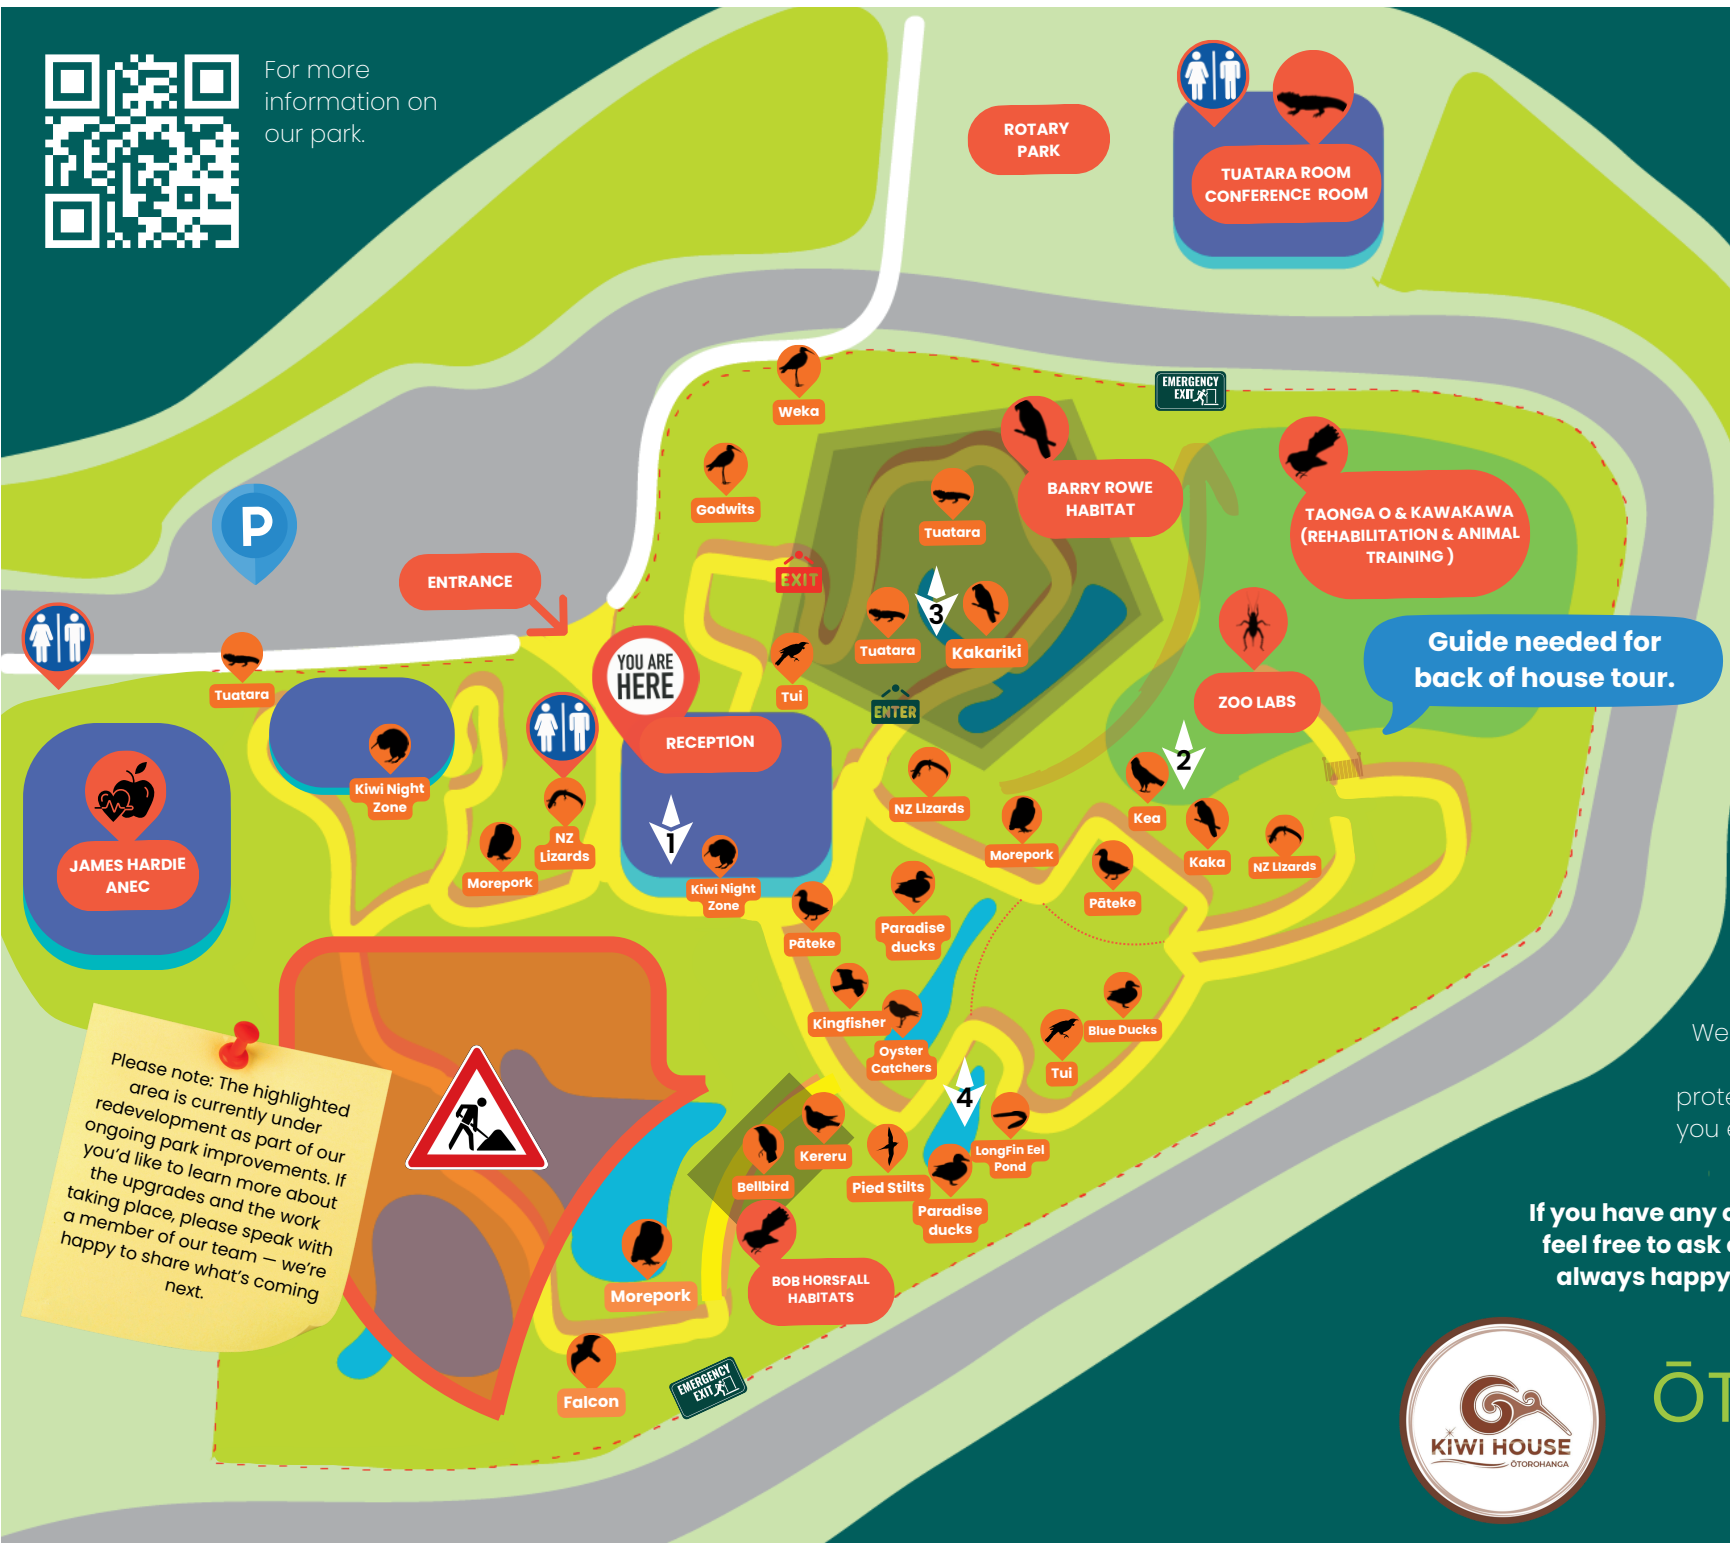 For more
information on
our park.
ROTARY
PARK
TUATARA ROOM
CONFERENCE ROOM
Weka
EMERGENCY
EXIT
Godwits
BARRY ROWE
HABITAT
TAONGA O & KAWAKAWA
(REHABILITATION & ANIMAL
TRAINING )
Tuatara
P
ENTRANCE
EXIT
3
Tuatara
Kakariki
Guide needed for
back of house tour.
YOU ARE
HERE
Tuatara
Tui
ENTER
ZOO LABS
RECEPTION
2
Kiwi Night
Zone
NZ LIzards
Kea
1
NZ
Lizards
Morepork
Morepork
Kaka
NZ LIzards
JAMES HARDIE
ANEC
Kiwi Night
Zone
Pāteke
Pāteke
Paradise
ducks
Kingfisher
Oyster
Catchers
Blue Ducks
Tui
4
Please note: The highlighted
area is currently under
redevelopment as part of our
ongoing park improvements. If
you'd like to learn more about
the upgrades and the work
taking place, please speak with
a member of our team — we're
happy to share what's coming
next.
Kereru
LongFin Eel
Pond
Bellbird
Pied Stilts
Paradise
ducks
Morepork
BOB HORSFALL
HABITATS
Falcon
EMERGENCY
EXIT
We
prote
you e
If you have any
feel free to ask
always happy
KIWI HOUSE
ŌTOROHANGA
ŌT